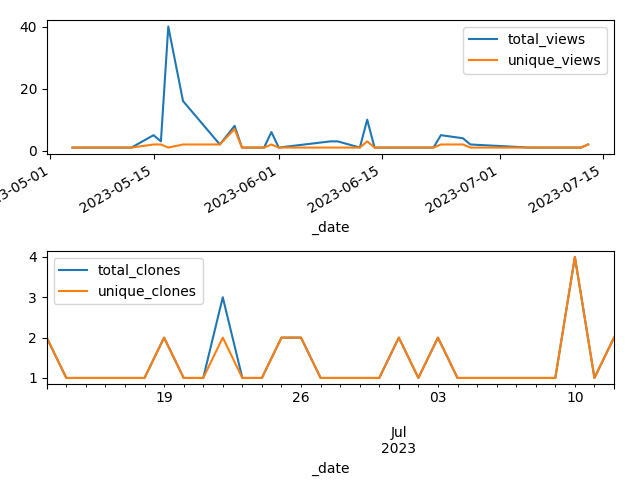 40
20
0
total_views
unique_views
3-05-01
2023-05-15
2023-06-01
2023-06-15
2023-07-01
2023-07-15
_date
4
3
2
1
total_clones
unique_clones
19
26
Jul
2023
03
10
_date